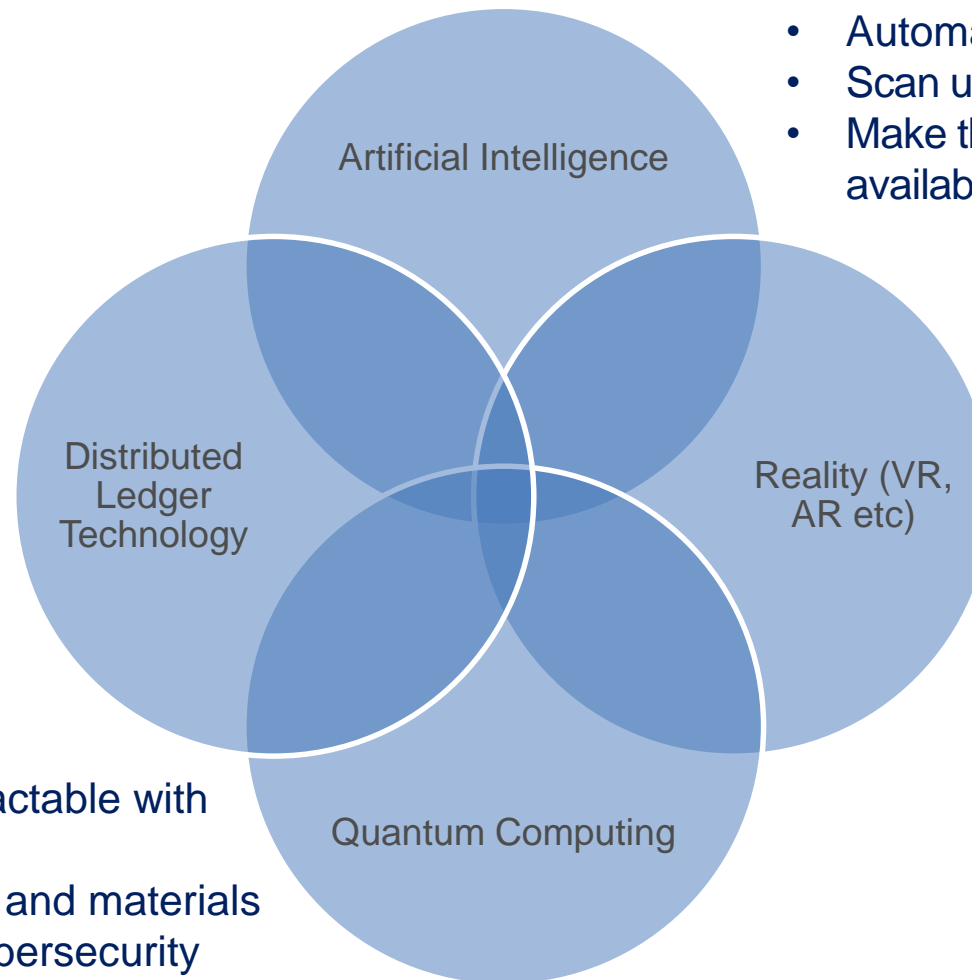 • Automa
• Scan u
• Make th
availab
Artificial Intelligence
Distributed
Ledger
Technology
Reality (VR,
AR etc)
actable with
Quantum Computing
and materials
bersecurity